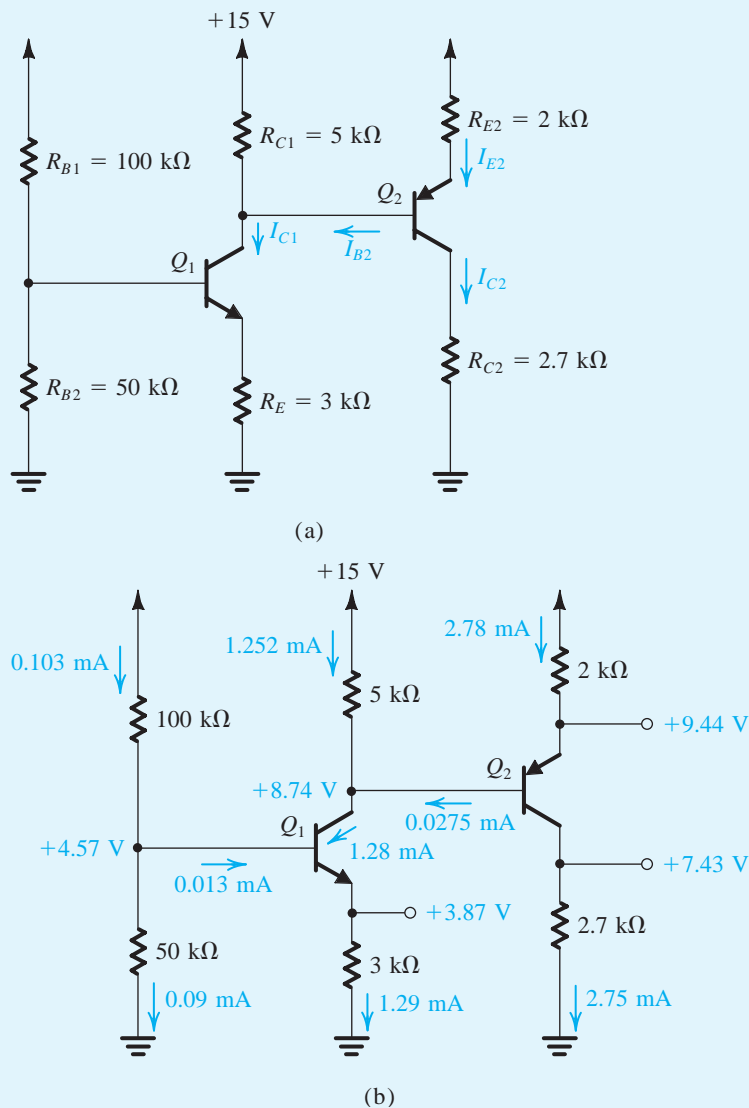 +15 V
R_{B1} = 100 kΩ
R_{C1} = 5 kΩ
R_{E2} = 2 kΩ
I_{E2}
Q_2
I_{C1}
I_{B2}
Q_1
I_{C2}
R_{B2} = 50 kΩ
R_E = 3 kΩ
R_{C2} = 2.7 kΩ
(a)
+15 V
0.103 mA
1.252 mA
2.78 mA
100 kΩ
5 kΩ
2 kΩ
+9.44 V
Q_2
+8.74 V
Q_1
0.0275 mA
+4.57 V
1.28 mA
+7.43 V
0.013 mA
+3.87 V
50 kΩ
3 kΩ
2.7 kΩ
0.09 mA
1.29 mA
2.75 mA
(b)